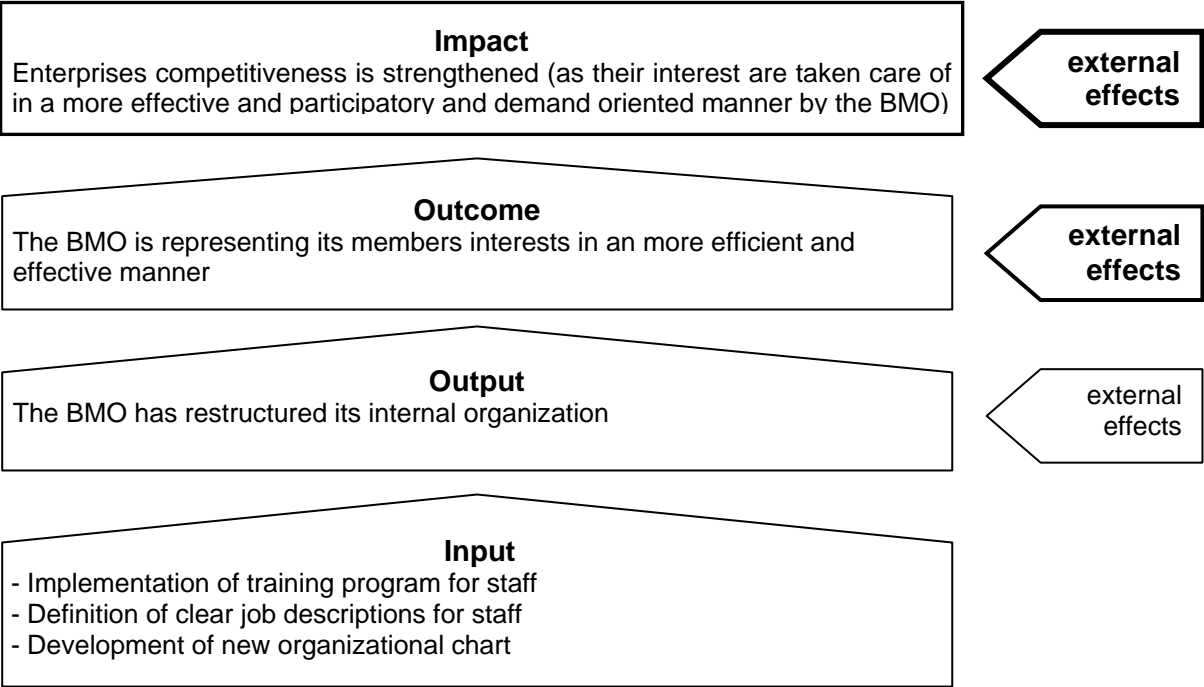 Impact
Enterprises competitiveness is strengthened (as their interest are taken care of
in a more effective and participatory and demand oriented manner by the BMO)
external
effects
Outcome
The BMO is representing its members interests in an more efficient and
effective manner
external
effects
Output
The BMO has restructured its internal organization
external
effects
Input
- Implementation of training program for staff
- Definition of clear job descriptions for staff
- Development of new organizational chart